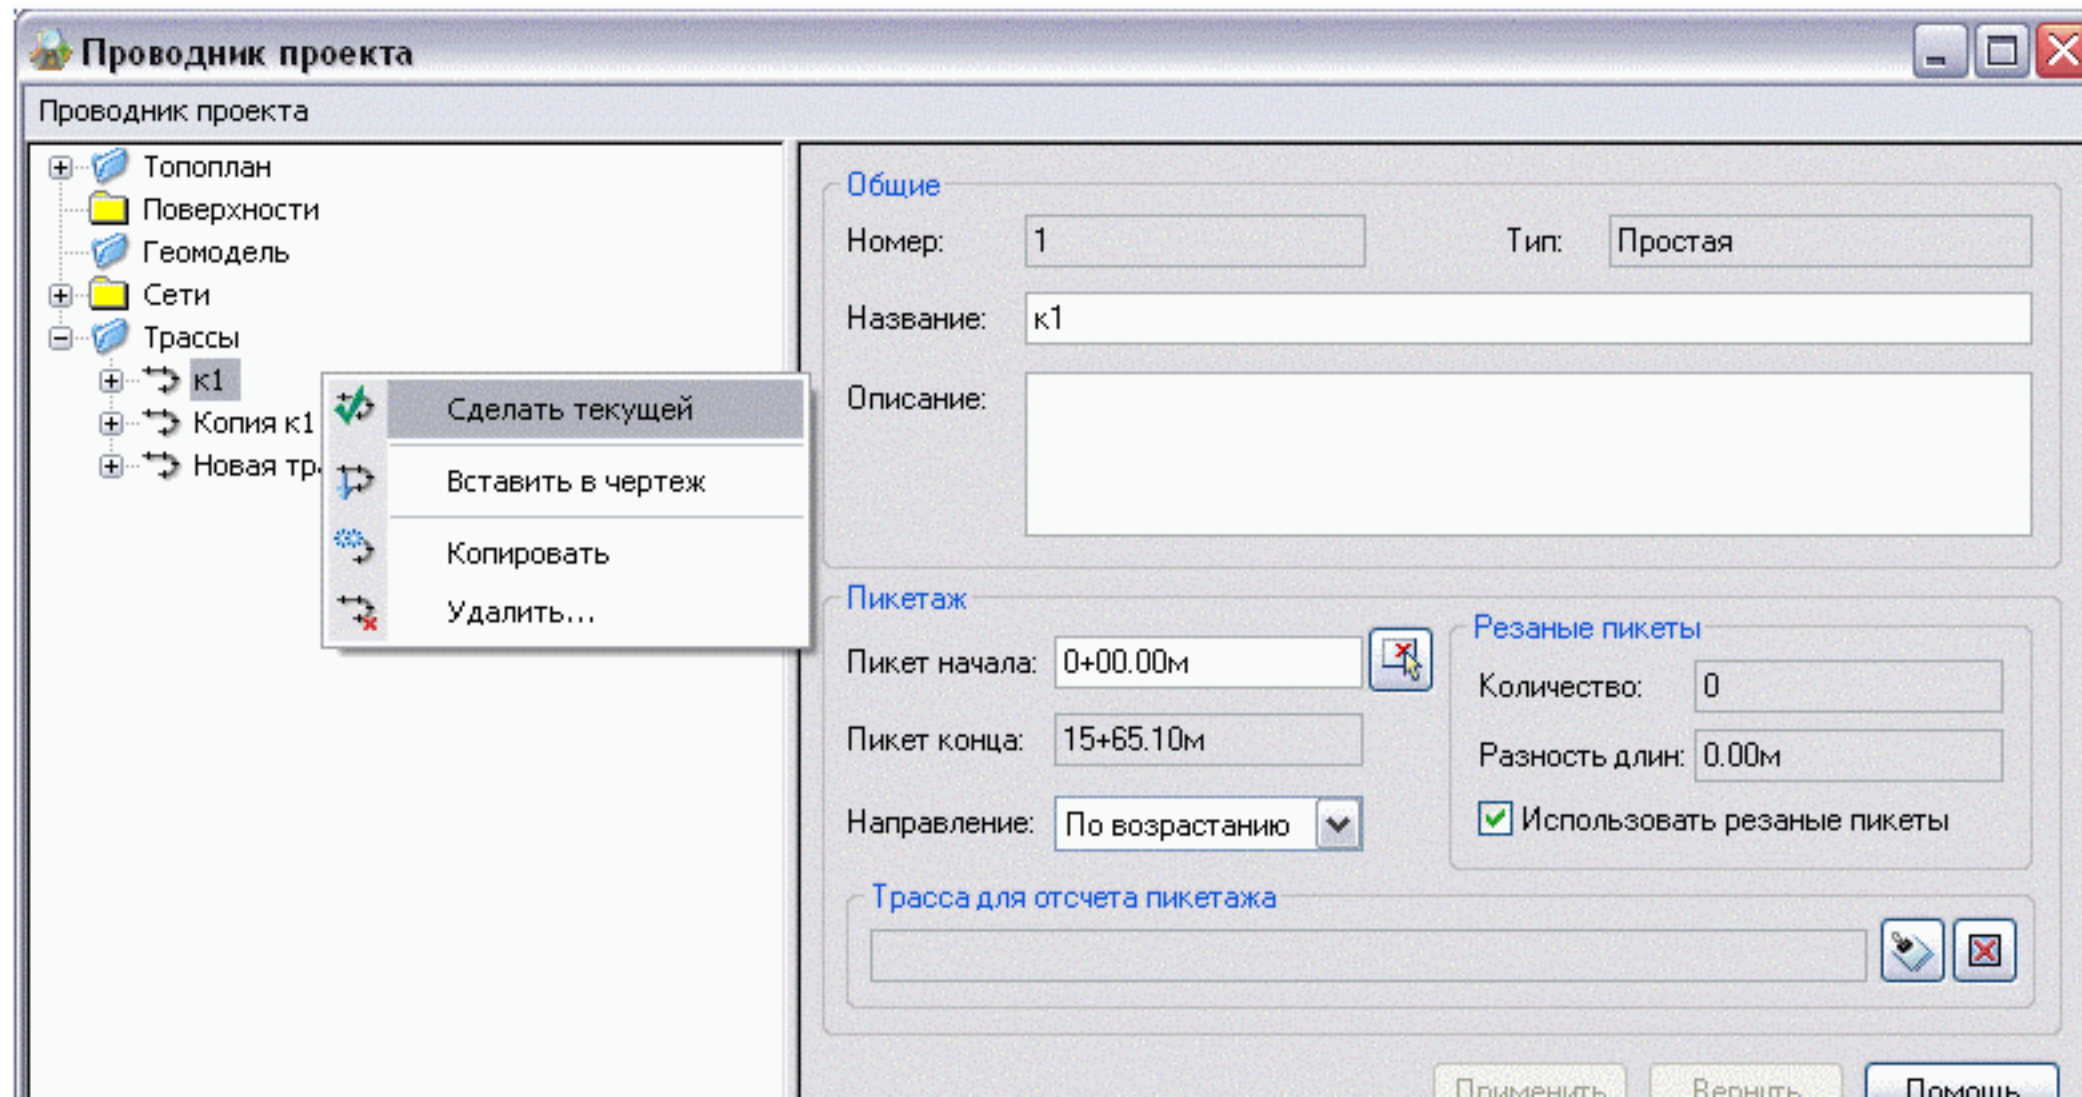 Проводник проекта
Проводник проекта
Топоплан
Поверхности
Геомодель
Сети
Трассы
к1
Копия к1
Новая
Сделать текущей
Вставить в чертеж
Копировать
Удалить...
Общие
Номер: 1 Тип: Простая
Название: к1
Описание:
Пикетаж
Пикет начала: 0+00.00м
Пикет конца: 15+65.10м
Направление: По возрастанию
Резаные пикеты
Количество: 0
Разность длин: 0.00м
Использовать резаные пикеты
Трасса для отсчета пикетажа
Применить Вернуть Помощь